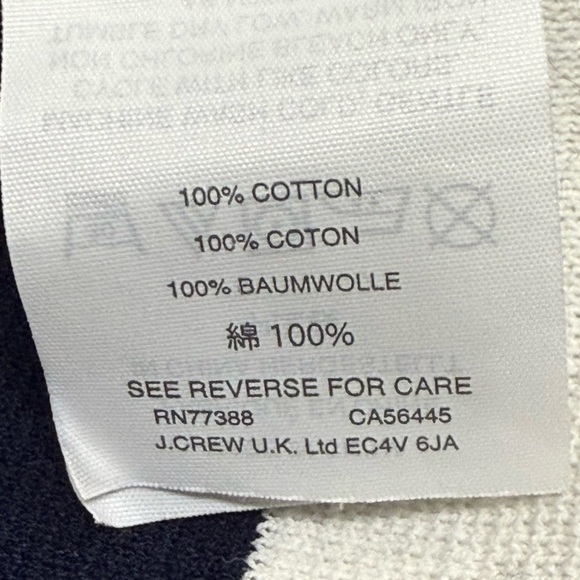 100% COTTON
100% COTON
100% BAUMWOLLE
綿 100%
SEE REVERSE FOR CARE
RN77388 CA56445
J.CREW U.K. Ltd EC4V 6JA